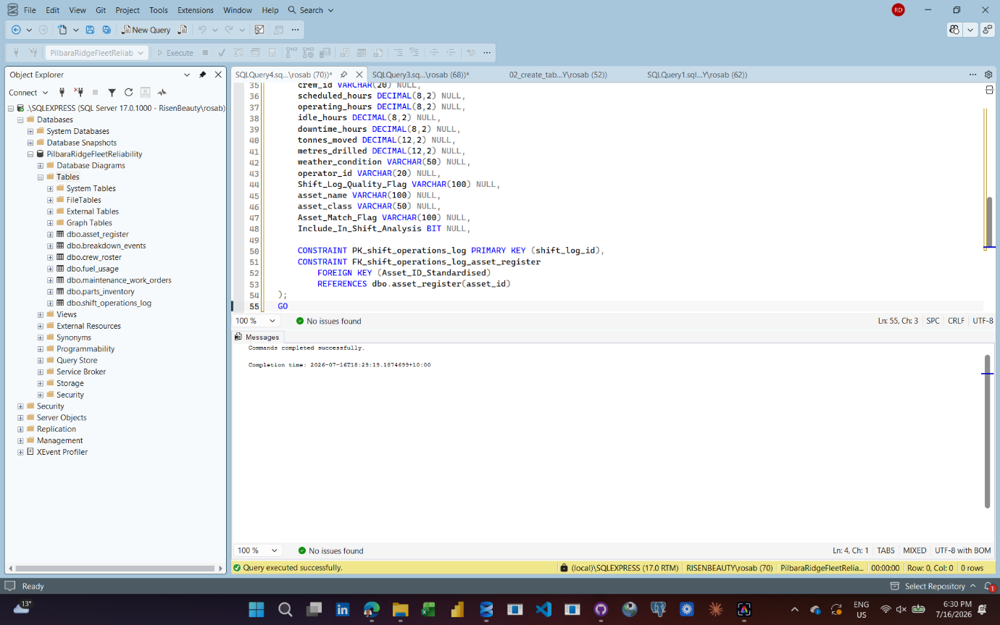 File Edit View Git Project Tools Extensions Window Help Search
RD
New Query
PilbaraRidgeFleetReliab Execute
Object Explorer
Connect
.\SQLEXPRESS (SQL Server 17.0.1000 - RisenBeauty\rosab)
Databases
System Databases
Database Snapshots
PilbaraRidgeFleetReliability
Database Diagrams
Tables
System Tables
FileTables
External Tables
Graph Tables
dbo.asset_register
dbo.breakdown_events
dbo.crew_roster
dbo.fuel_usage
dbo.maintenance_work_orders
dbo.parts_inventory
dbo.shift_operations_log
Views
External Resources
Synonyms
Programmability
Query Store
Service Broker
Storage
Security
Security
Server Objects
Replication
Management
XEvent Profiler
SQLQuery4.sq...\rosab (70))* SQLQuery3.sq...\rosab (68))* 02_create_tab...Y\rosab (52)) SQLQuery1.sql...Y\rosab (62))
35 crew_id VARCHAR(20) NULL,
36 scheduled_hours DECIMAL(8,2) NULL,
37 operating_hours DECIMAL(8,2) NULL,
38 idle_hours DECIMAL(8,2) NULL,
39 downtime_hours DECIMAL(8,2) NULL,
40 tonnes_moved DECIMAL(12,2) NULL,
41 metres_drilled DECIMAL(12,2) NULL,
42 weather_condition VARCHAR(50) NULL,
43 operator_id VARCHAR(20) NULL,
44 Shift_Log_Quality_Flag VARCHAR(100) NULL,
45 asset_name VARCHAR(100) NULL,
46 asset_class VARCHAR(50) NULL,
47 Asset_Match_Flag VARCHAR(100) NULL,
48 Include_In_Shift_Analysis BIT NULL,
49
50 CONSTRAINT PK_shift_operations_log PRIMARY KEY (shift_log_id),
51 CONSTRAINT FK_shift_operations_log_asset_register
52 FOREIGN KEY (Asset_ID_Standardised)
53 REFERENCES dbo.asset_register(asset_id)
54 );
55 GO
100 % No issues found Ln: 55, Ch: 3 SPC CRLF UTF-8
Messages
Commands completed successfully.
Completion time: 2026-07-16T18:29:19.1874699+10:00
100 % No issues found Ln: 4, Ch: 1 TABS MIXED UTF-8 with BOM
Query executed successfully. (local)\SQLEXPRESS (17.0 RTM) RISENBEAUTY\rosab (70) PilbaraRidgeFleetRelia... 00:00:00 Row: 0, Col: 0 0 rows
Ready Select Repository 1
13° ENG US 6:30 PM 7/16/2026